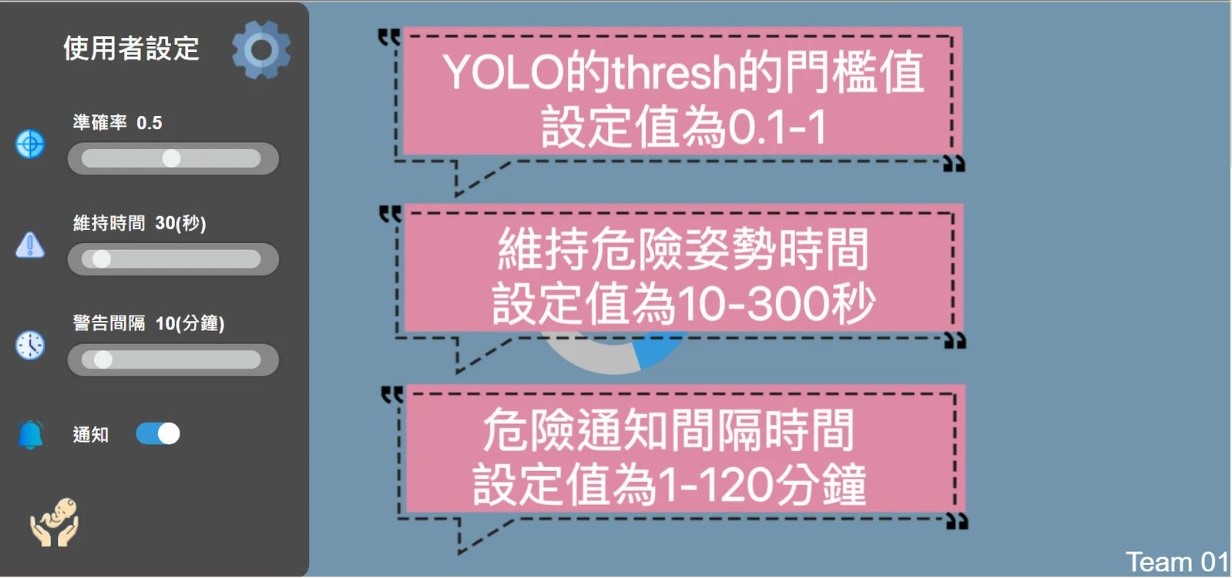 使用者設定
準確率 0.5
維持時間 30(秒)
警告間隔 10(分鐘)
通知
YOLO的thresh的門檻值
設定值為0.1-1
維持危險姿勢時間
設定值為10-300秒
危險通知間隔時間
設定值為1-120分鐘
Team 01